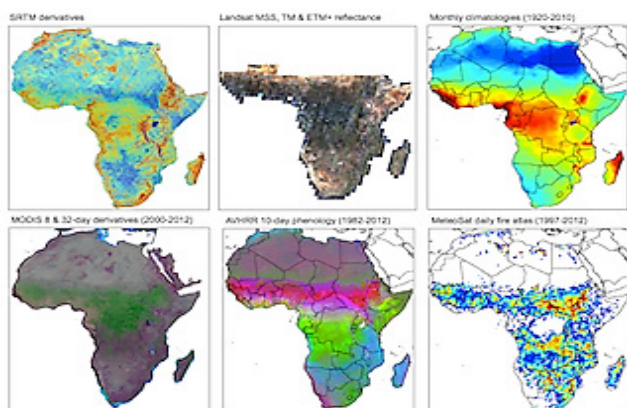 SRTM derivatives
Landsat MSS, TM & ETM+ reflectance
Monthly climatologies (1920-2010)
MODIS 8 & 32-day derivatives (2000-2012)
AVHRR 10-day phenology (1982-2012)
MeteoSat daily fire atlas (1997-2012)